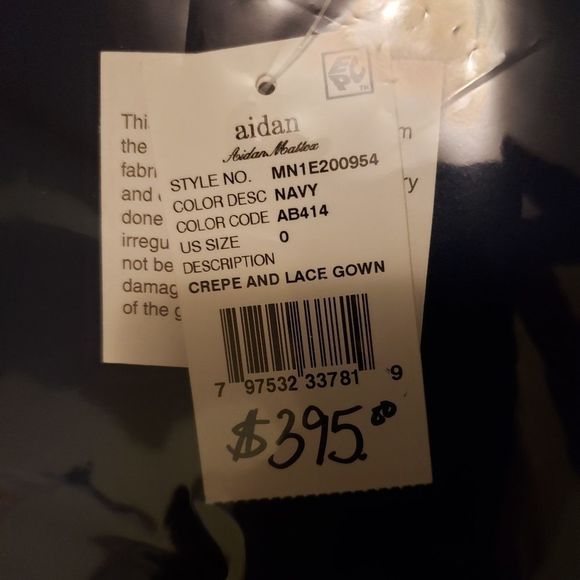 EPV™
aidan
Aidan Mattox
STYLE NO. MN1E200954
COLOR DESC NAVY
COLOR CODE AB414
US SIZE 0
DESCRIPTION
CREPE AND LACE GOWN
7 97532 33781 9
$395.00
Thi
the
fabri
and
done
irregu
not be
damag
of the g
m
ry